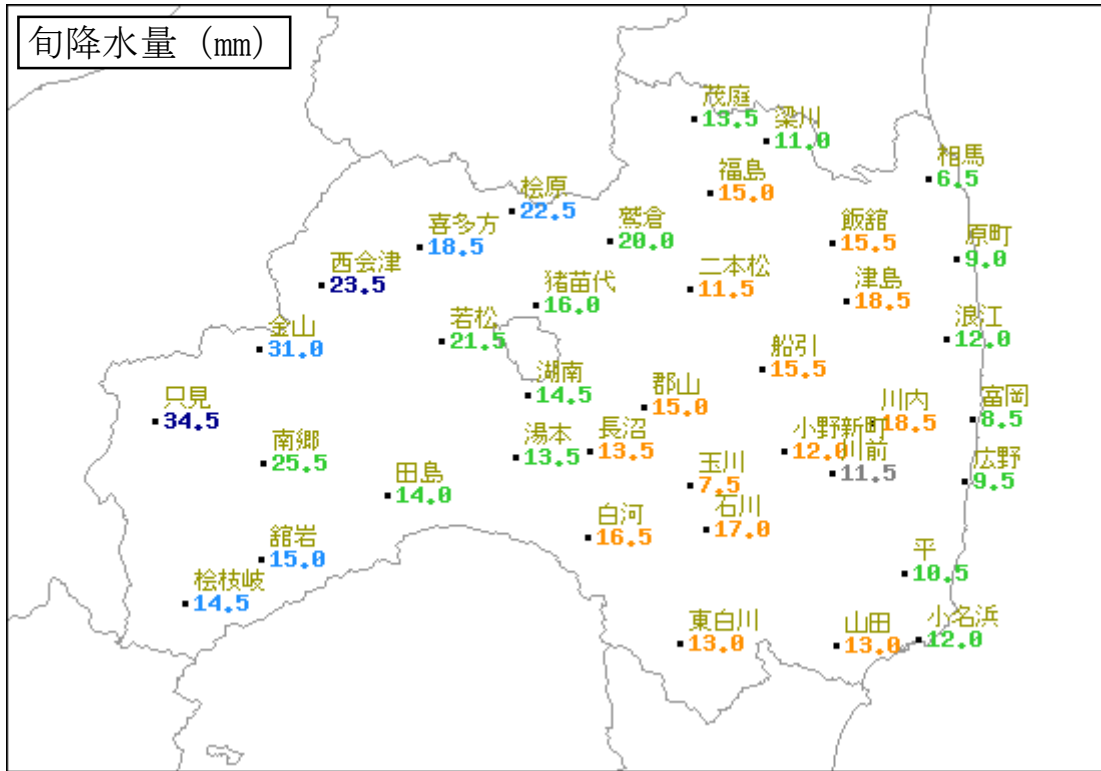 旬降水量 (mm)
茂庭
13.5
梁川
11.0
相馬
6.5
福島
15.0
桧原
22.5
喜多方
18.5
鷲倉
20.0
飯舘
15.5
原町
9.0
西会津
23.5
二本松
11.5
猪苗代
16.0
津島
18.5
若松
21.5
浪江
12.0
金山
31.0
船引
15.5
湖南
14.5
郡山
15.0
只見
34.5
川内
18.5
富岡
8.5
長沼
13.5
小野新町
12.0
湯本
13.5
南郷
25.5
川前
11.5
玉川
7.5
広野
9.5
田島
14.0
石川
17.0
白河
16.5
舘岩
15.0
平
10.5
桧枝岐
14.5
東白川
13.0
山田
13.0
小名浜
12.0